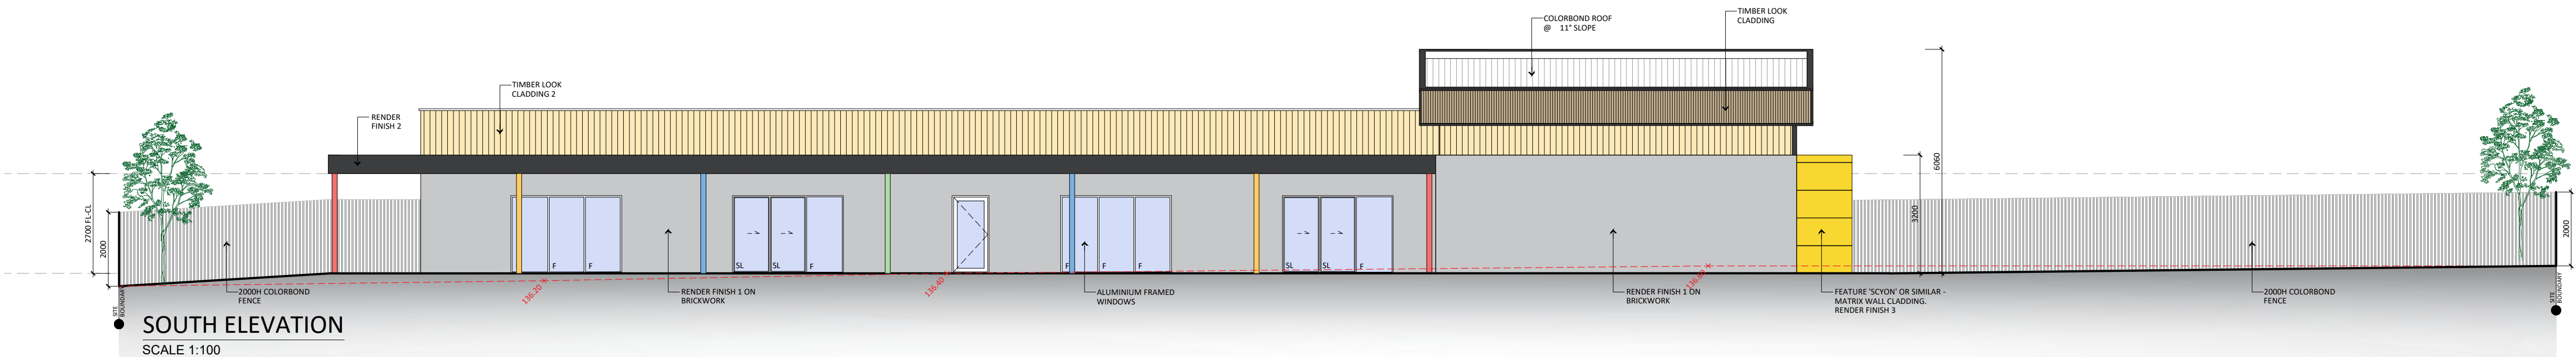 COLORBOND ROOF
@ 11° SLOPE
TIMBER LOOK
CLADDING
TIMBER LOOK
CLADDING 2
RENDER
FINISH 2
2700 FL-CL
2000
6060
3200
2000
F
F
SL
SL
F
F
F
F
SL
SL
F
136.20
136.40
136.60
2000H COLORBOND
FENCE
RENDER FINISH 1 ON
BRICKWORK
ALUMINIUM FRAMED
WINDOWS
RENDER FINISH 1 ON
BRICKWORK
FEATURE 'SCYON' OR SIMILAR -
MATRIX WALL CLADDING.
RENDER FINISH 3
2000H COLORBOND
FENCE
SITE
BOUNDARY
SITE
BOUNDARY
SOUTH ELEVATION
SCALE 1:100